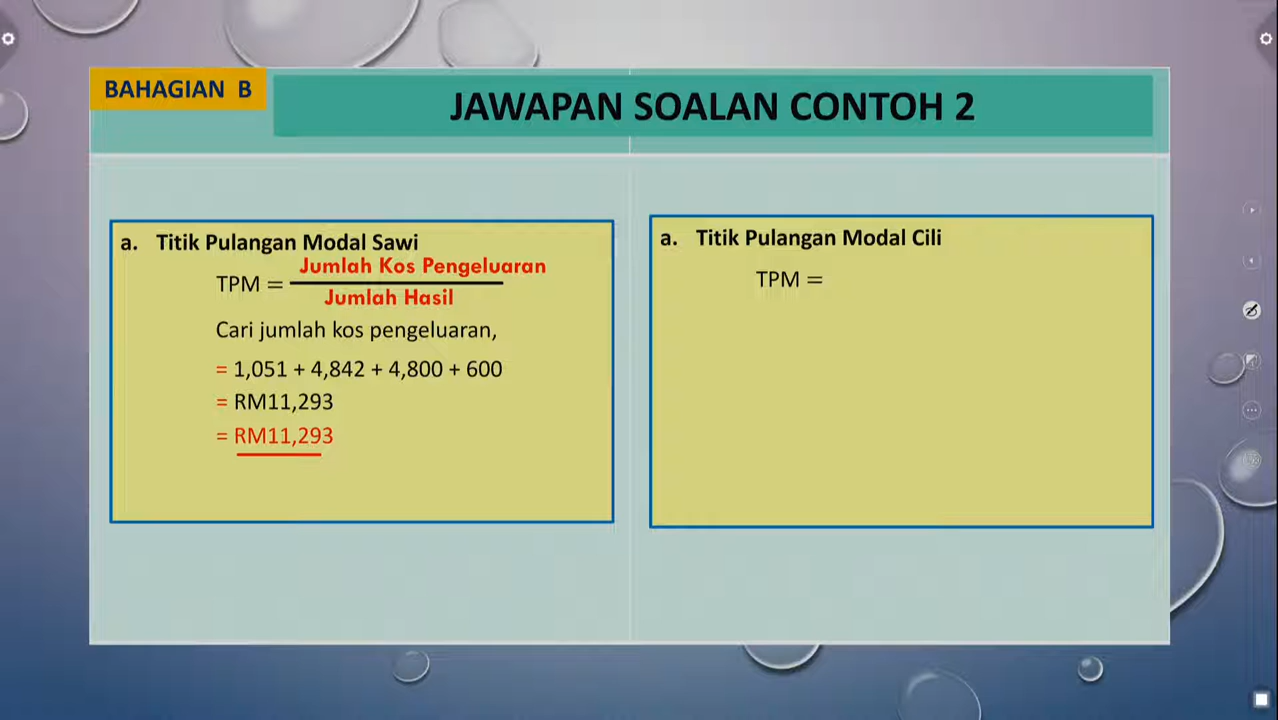 BAHAGIAN B
JAWAPAN SOALAN CONTOH 2
a. Titik Pulangan Modal Sawi
Jumlah Kos Pengeluaran
TPM =
Jumlah Hasil
Cari jumlah kos pengeluaran,
= 1,051 + 4,842 + 4,800 + 600
= RM11,293
= RM11,293
a. Titik Pulangan Modal Cili
TPM =